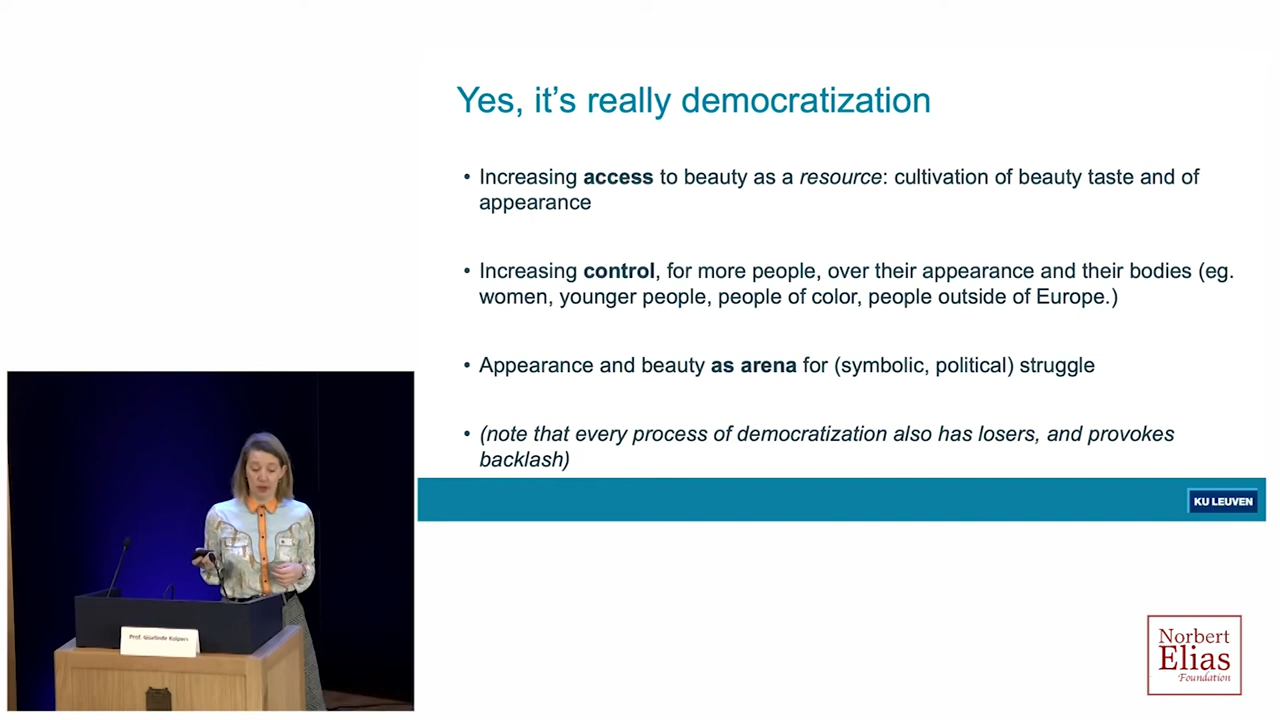 Yes, it’s really democratization
• Increasing access to beauty as a resource: cultivation of beauty taste and of
appearance
• Increasing control, for more people, over their appearance and their bodies (eg.
women, younger people, people of color, people outside of Europe.)
• Appearance and beauty as arena for (symbolic, political) struggle
• (note that every process of democratization also has losers, and provokes
backlash)
KU LEUVEN
Prof. Giselinde Kuipers
Norbert
Elias
Foundation